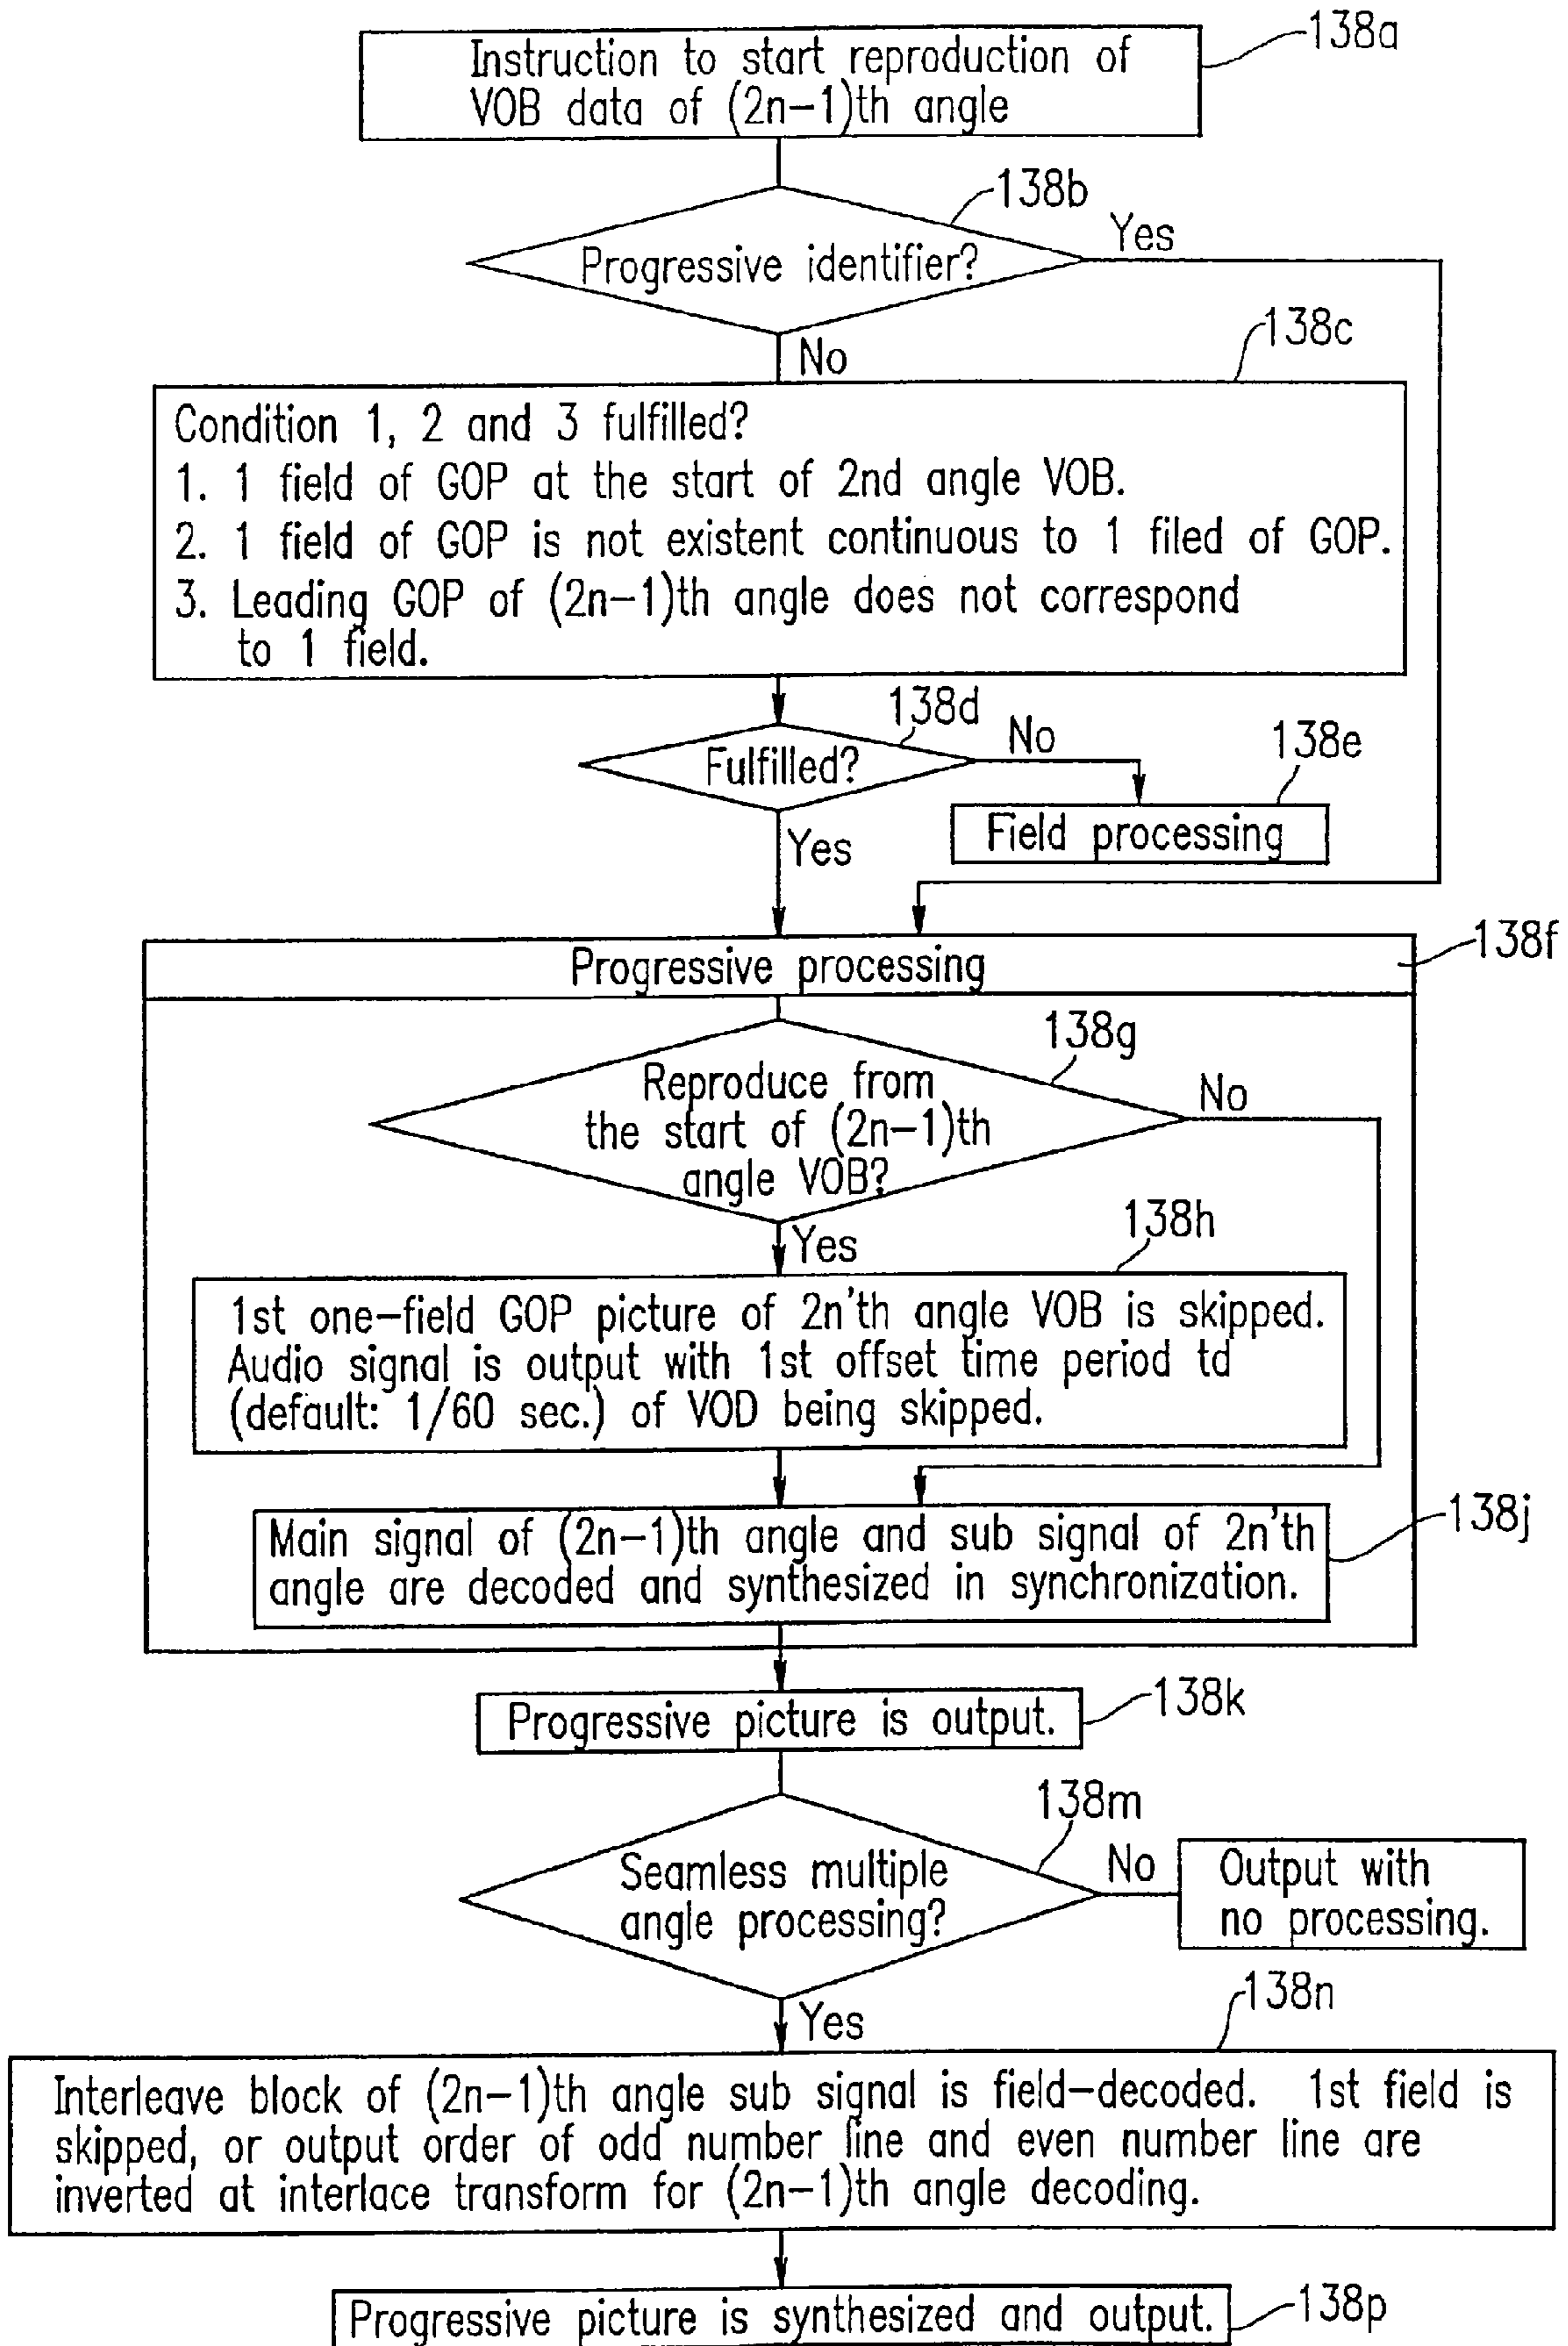 138a
Instruction to start reproduction of
VOB data of (2n-1)th angle
138b
Progressive identifier?
Yes
No
138c
Condition 1, 2 and 3 fulfilled?
1. 1 field of GOP at the start of 2nd angle VOB.
2. 1 field of GOP is not existent continuous to 1 filed of GOP.
3. Leading GOP of (2n-1)th angle does not correspond
to 1 field.
138d
Fulfilled?
No
138e
Field processing
Yes
138f
Progressive processing
138g
Reproduce from
the start of (2n-1)th
angle VOB?
No
Yes
138h
1st one-field GOP picture of 2n'th angle VOB is skipped.
Audio signal is output with 1st offset time period td
(default: 1/60 sec.) of VOD being skipped.
138j
Main signal of (2n-1)th angle and sub signal of 2n'th
angle are decoded and synthesized in synchronization.
138k
Progressive picture is output.
138m
Seamless multiple
angle processing?
No
Output with
no processing.
Yes
138n
Interleave block of (2n-1)th angle sub signal is field-decoded. 1st field is
skipped, or output order of odd number line and even number line are
inverted at interlace transform for (2n-1)th angle decoding.
138p
Progressive picture is synthesized and output.